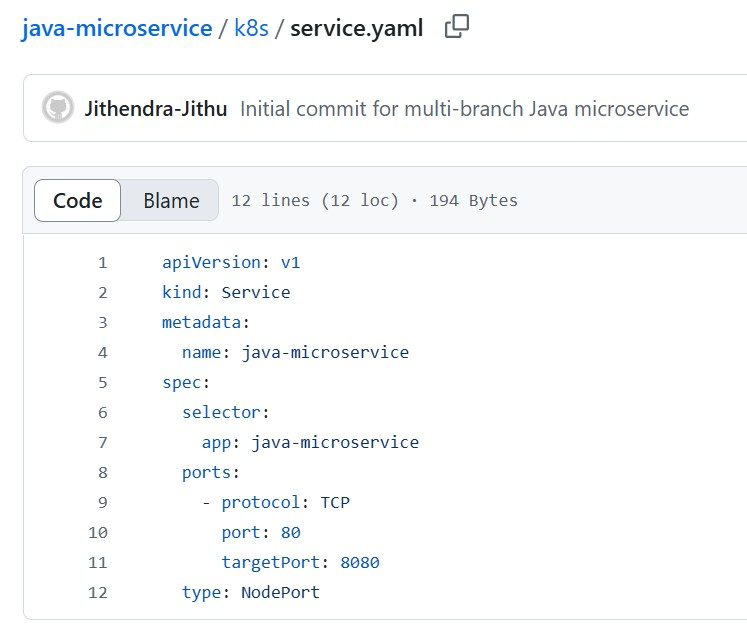 java-microservice / k8s / service.yaml
Jithendra-Jithu Initial commit for multi-branch Java microservice
Code Blame 12 lines (12 loc) · 194 Bytes
1 apiVersion: v1
2 kind: Service
3 metadata:
4   name: java-microservice
5 spec:
6   selector:
7     app: java-microservice
8   ports:
9     - protocol: TCP
10       port: 80
11       targetPort: 8080
12   type: NodePort